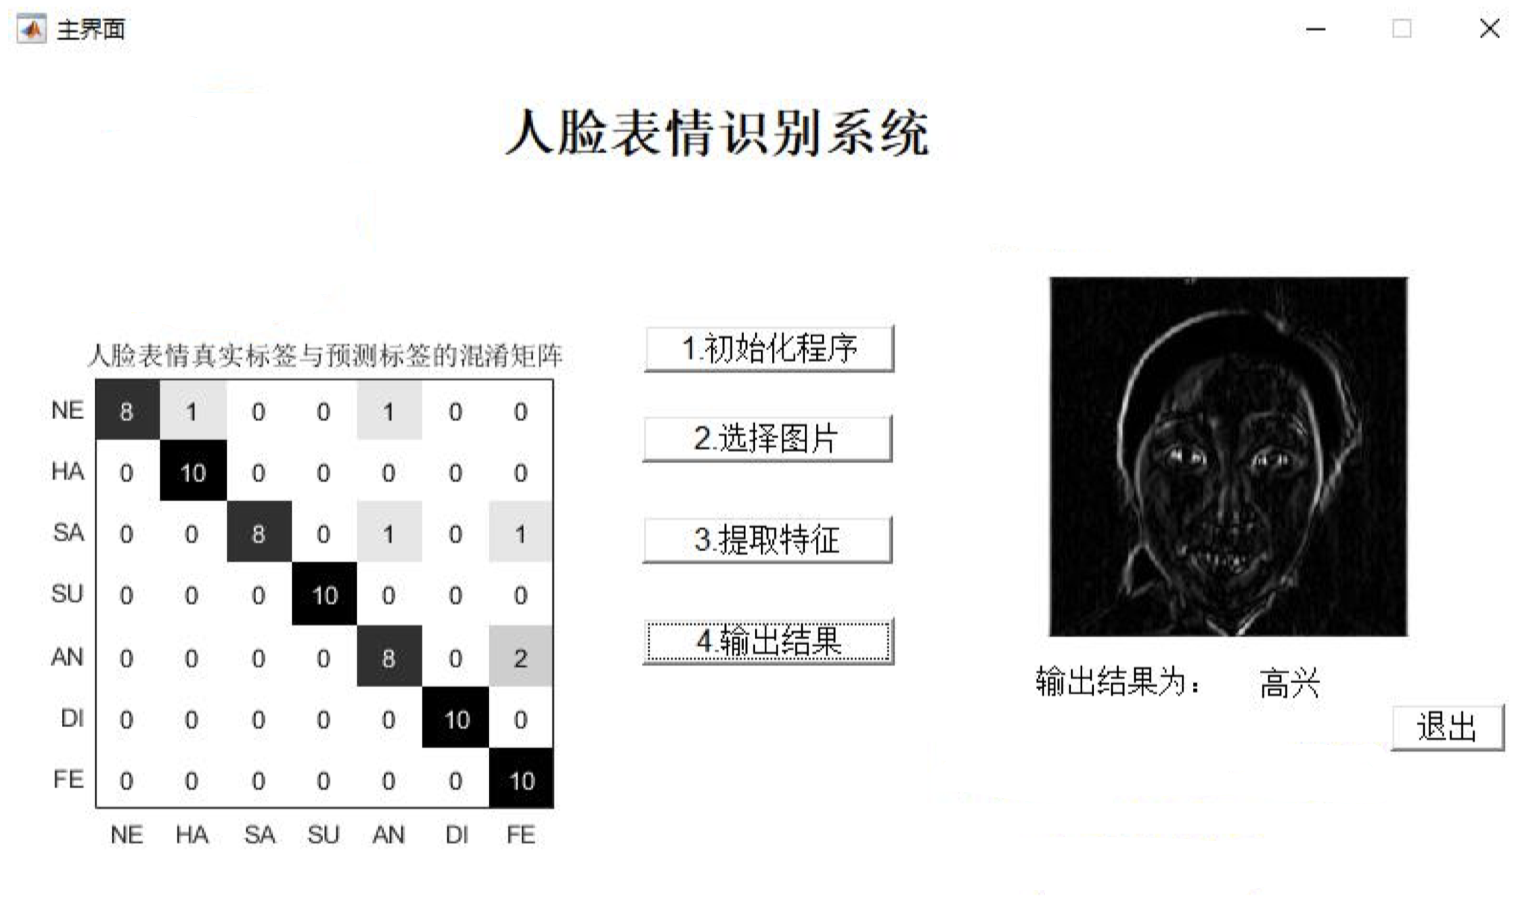 主界面
人脸表情识别系统
人脸表情真实标签与预测标签的混淆矩阵
NE 8 1 0 0 1 0 0
HA 0 10 0 0 0 0 0
SA 0 0 8 0 1 0 1
SU 0 0 0 10 0 0 0
AN 0 0 0 0 8 0 2
DI 0 0 0 0 0 10 0
FE 0 0 0 0 0 0 10
NE HA SA SU AN DI FE
1.初始化程序
2.选择图片
3.提取特征
4.输出结果
输出结果为： 高兴
退出